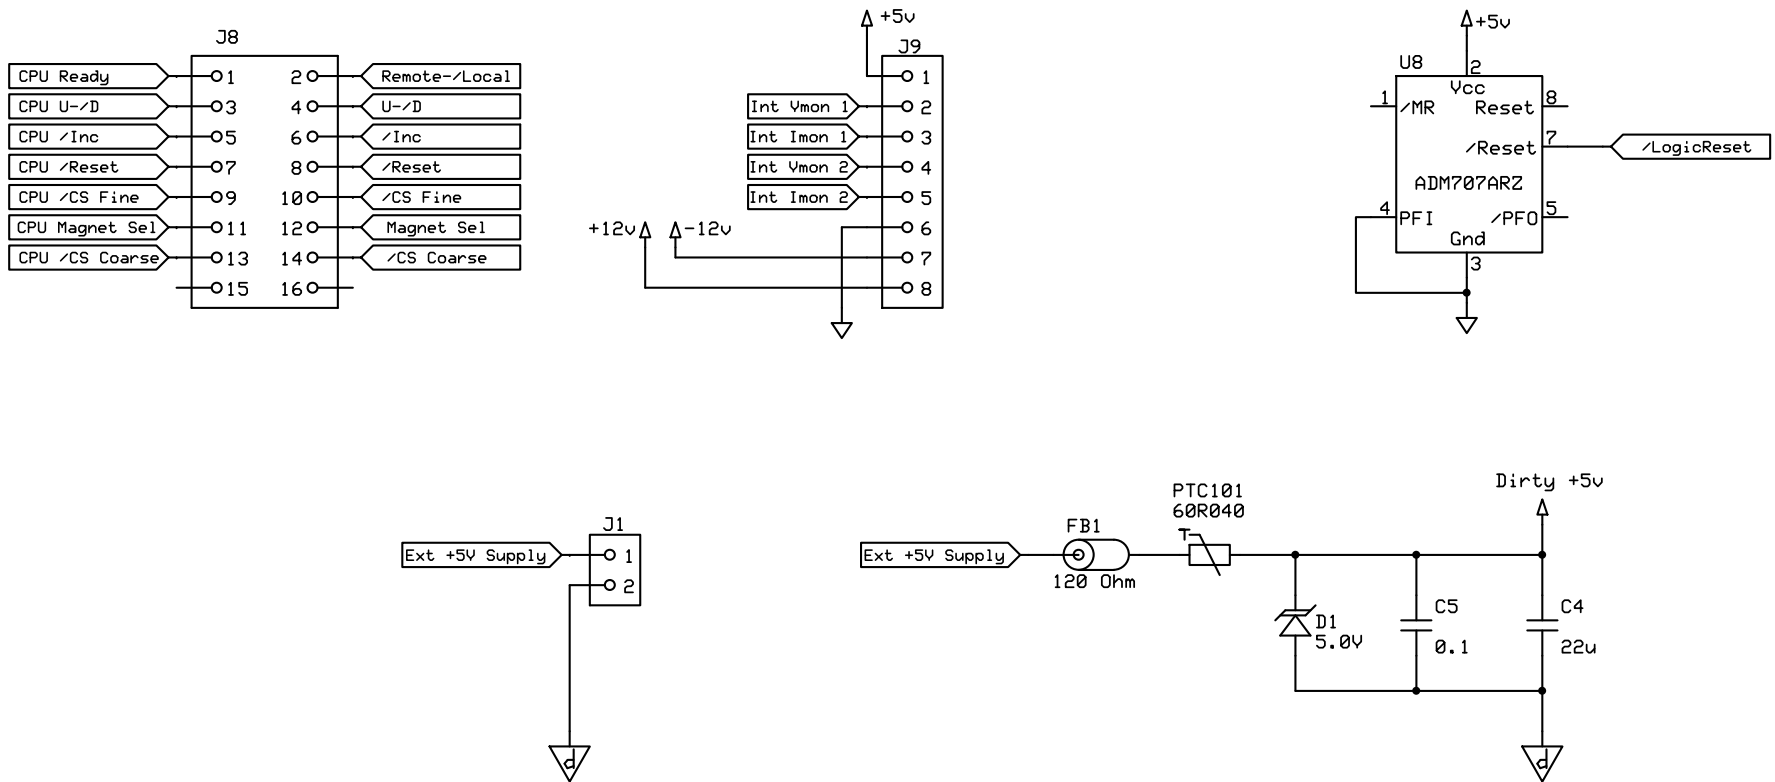 J8
CPU Ready 1 2 Remote-/Local
CPU U-/D 3 4 U-/D
CPU /Inc 5 6 /Inc
CPU /Reset 7 8 /Reset
CPU /CS Fine 9 10 /CS Fine
CPU Magnet Sel 11 12 Magnet Sel
CPU /CS Coarse 13 14 /CS Coarse
15 16
+5v
J9
1
Int Vmon 1 2
Int Imon 1 3
Int Vmon 2 4
Int Imon 2 5
+12v -12v 6
7
8
+5v
U8
2
Vcc
1 /MR Reset 8
/Reset 7 /LogicReset
ADM707ARZ
4 PFI /PFO 5
Gnd
3
J1
Ext +5V Supply 1
2
d
Ext +5V Supply
FB1
120 Ohm
PTC101
60R040
T
Dirty +5v
D1
5.0V
C5
0.1
C4
22u
d